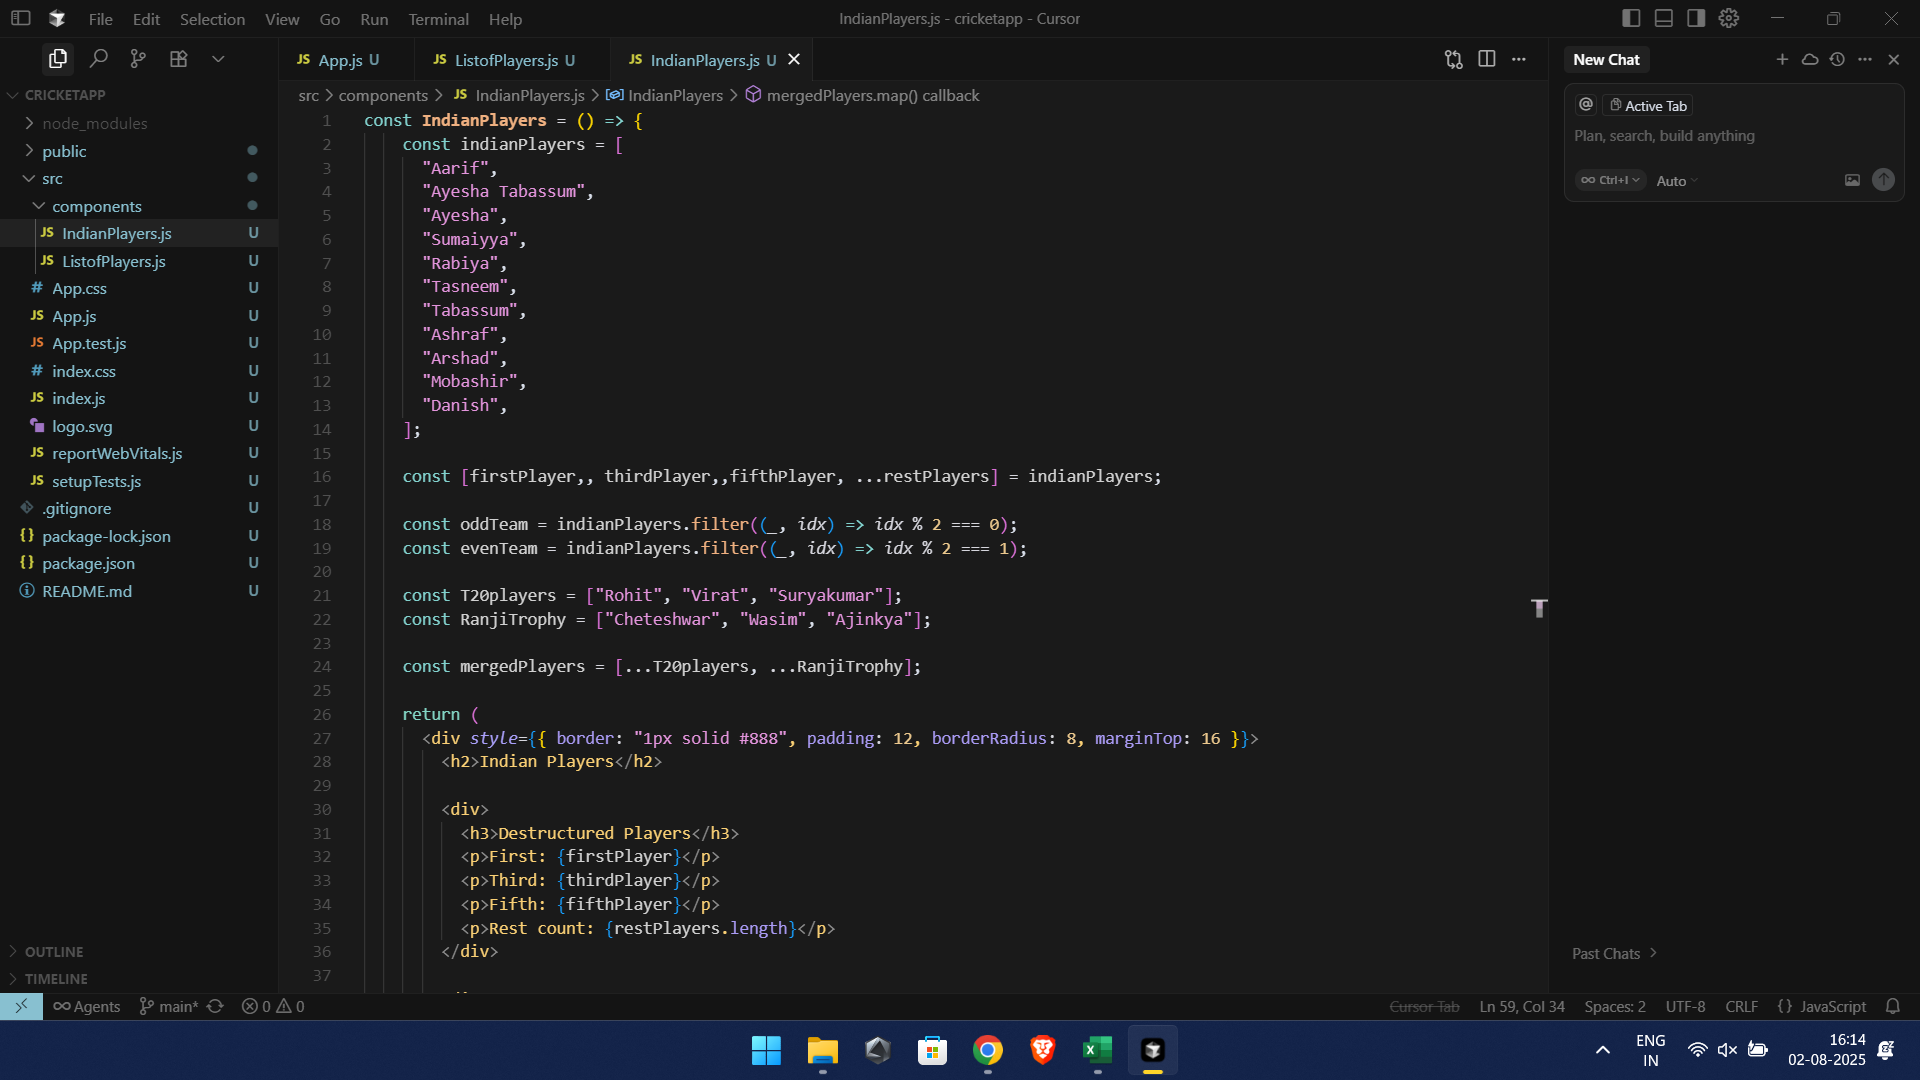 File Edit Selection View Go Run Terminal Help
IndianPlayers.js - cricketapp - Cursor
JS App.js U
JS ListofPlayers.js U
JS IndianPlayers.js U
New Chat
CRICKETAPP
node_modules
public
src
components
JS IndianPlayers.js U
JS ListofPlayers.js U
# App.css U
JS App.js U
JS App.test.js U
# index.css U
JS index.js U
logo.svg U
JS reportWebVitals.js U
JS setupTests.js U
.gitignore U
{} package-lock.json U
{} package.json U
README.md U
OUTLINE
TIMELINE
src > components > JS IndianPlayers.js > IndianPlayers > mergedPlayers.map() callback
1 const IndianPlayers = () => {
2 const indianPlayers = [
3 "Aarif",
4 "Ayesha Tabassum",
5 "Ayesha",
6 "Sumaiyya",
7 "Rabiya",
8 "Tasneem",
9 "Tabassum",
10 "Ashraf",
11 "Arshad",
12 "Mobashir",
13 "Danish",
14 ];
15
16 const [firstPlayer,, thirdPlayer,,fifthPlayer, ...restPlayers] = indianPlayers;
17
18 const oddTeam = indianPlayers.filter((_, idx) => idx % 2 === 0);
19 const evenTeam = indianPlayers.filter((_, idx) => idx % 2 === 1);
20
21 const T20players = ["Rohit", "Virat", "Suryakumar"];
22 const RanjiTrophy = ["Cheteshwar", "Wasim", "Ajinkya"];
23
24 const mergedPlayers = [...T20players, ...RanjiTrophy];
25
26 return (
27 <div style={{ border: "1px solid #888", padding: 12, borderRadius: 8, marginTop: 16 }}>
28 <h2>Indian Players</h2>
29
30 <div>
31 <h3>Destructured Players</h3>
32 <p>First: {firstPlayer}</p>
33 <p>Third: {thirdPlayer}</p>
34 <p>Fifth: {fifthPlayer}</p>
35 <p>Rest count: {restPlayers.length}</p>
36 </div>
37
@ Active Tab
Plan, search, build anything
∞ Ctrl+I Auto
Past Chats >
Agents main* 0 0
Cursor Tab Ln 59, Col 34 Spaces: 2 UTF-8 CRLF {} JavaScript
ENG
IN
16:14
02-08-2025